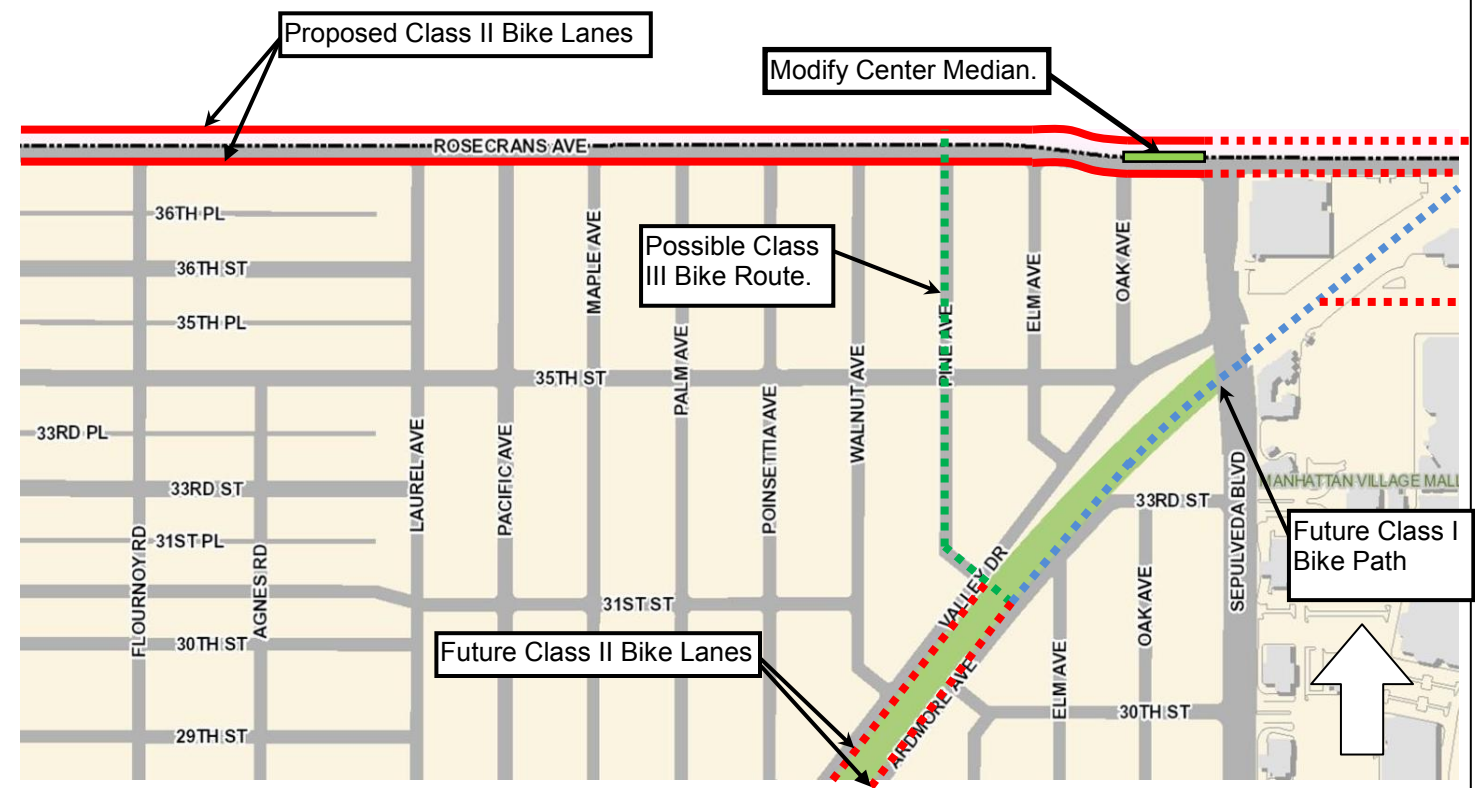 Proposed Class II Bike Lanes
Modify Center Median.
ROSECRANS AVE
36TH PL
36TH ST
35TH PL
MAPLE AVE
Possible Class
III Bike Route.
ELM AVE
OAK AVE
PALM AVE
PINE AVE
WALNUT AVE
35TH ST
33RD PL
LAUREL AVE
PACIFIC AVE
POINSETTIA AVE
33RD ST
33RD ST
MANHATTAN VILLAGE MALL
31ST PL
FLOURNOY RD
AGNES RD
VALLEY DR
SEPULVEDA BLVD
Future Class I
Bike Path
31ST ST
OAK AVE
30TH ST
Future Class II Bike Lanes
ARDMORE AVE
ELM AVE
30TH ST
29TH ST